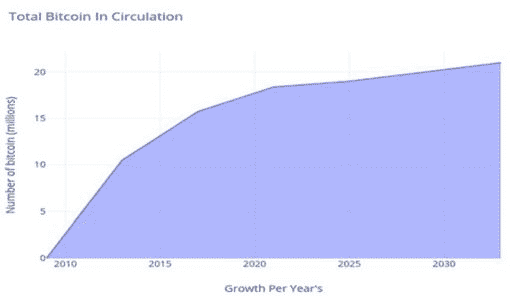 Total Bitcoin In Circulation
Number of bitcoin (millions)
20
15
10
5
0
2010 2015 2020 2025 2030
Growth Per Year's